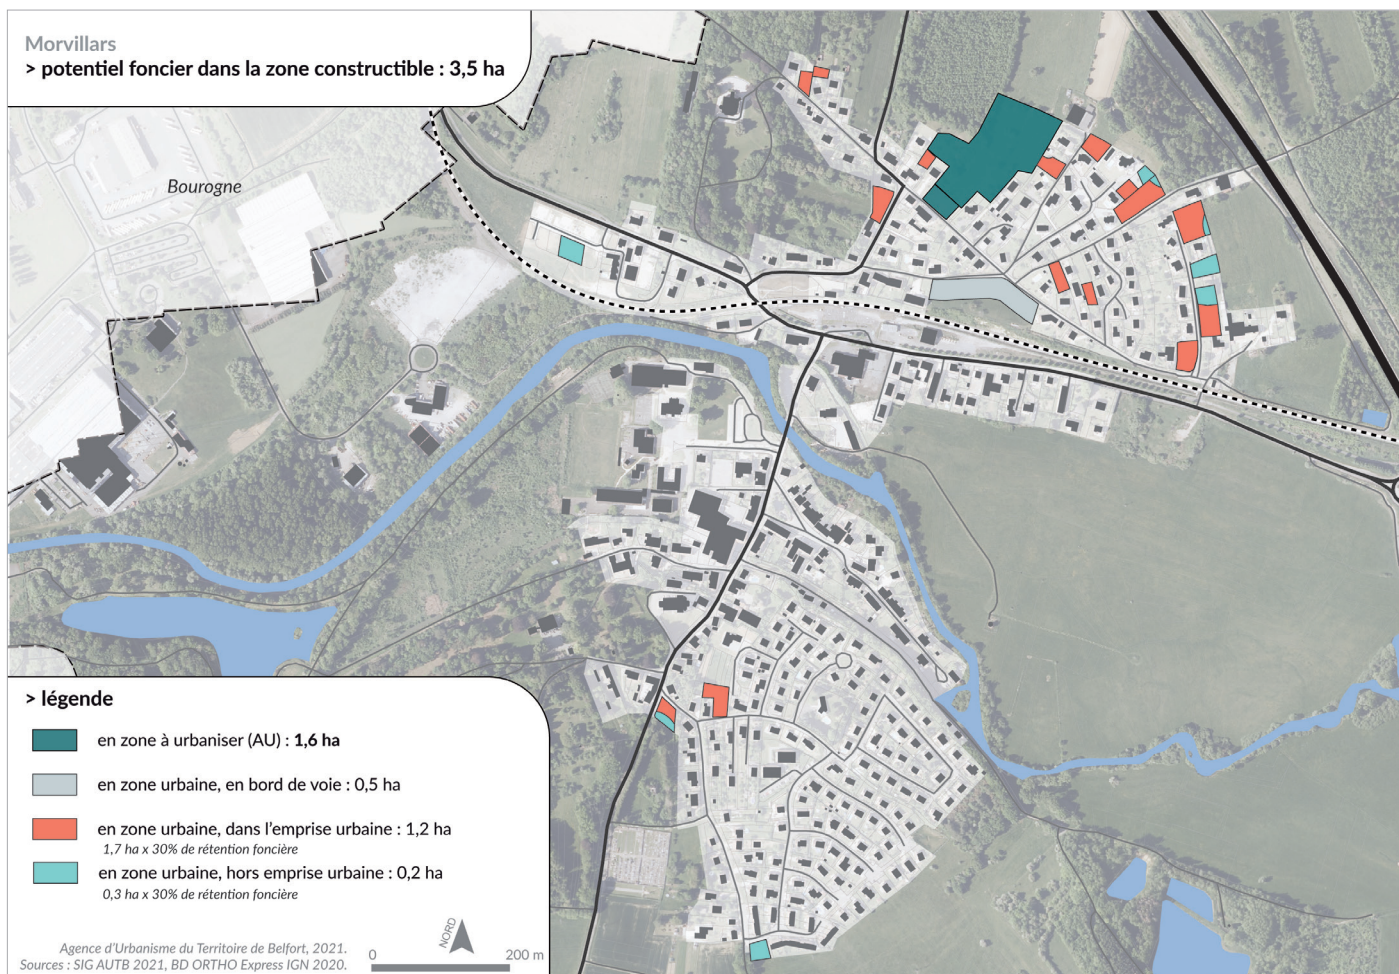 Morvillars
> potentiel foncier dans la zone constructible : 3,5 ha
Bourogne
> légende
en zone à urbaniser (AU) : 1,6 ha
en zone urbaine, en bord de voie : 0,5 ha
en zone urbaine, dans l'emprise urbaine : 1,2 ha
1,7 ha x 30% de rétention foncière
en zone urbaine, hors emprise urbaine : 0,2 ha
0,3 ha x 30% de rétention foncière
NORD
Agence d'Urbanisme du Territoire de Belfort, 2021.
Sources : SIG AUTB 2021, BD ORTHO Express IGN 2020.
0 200 m